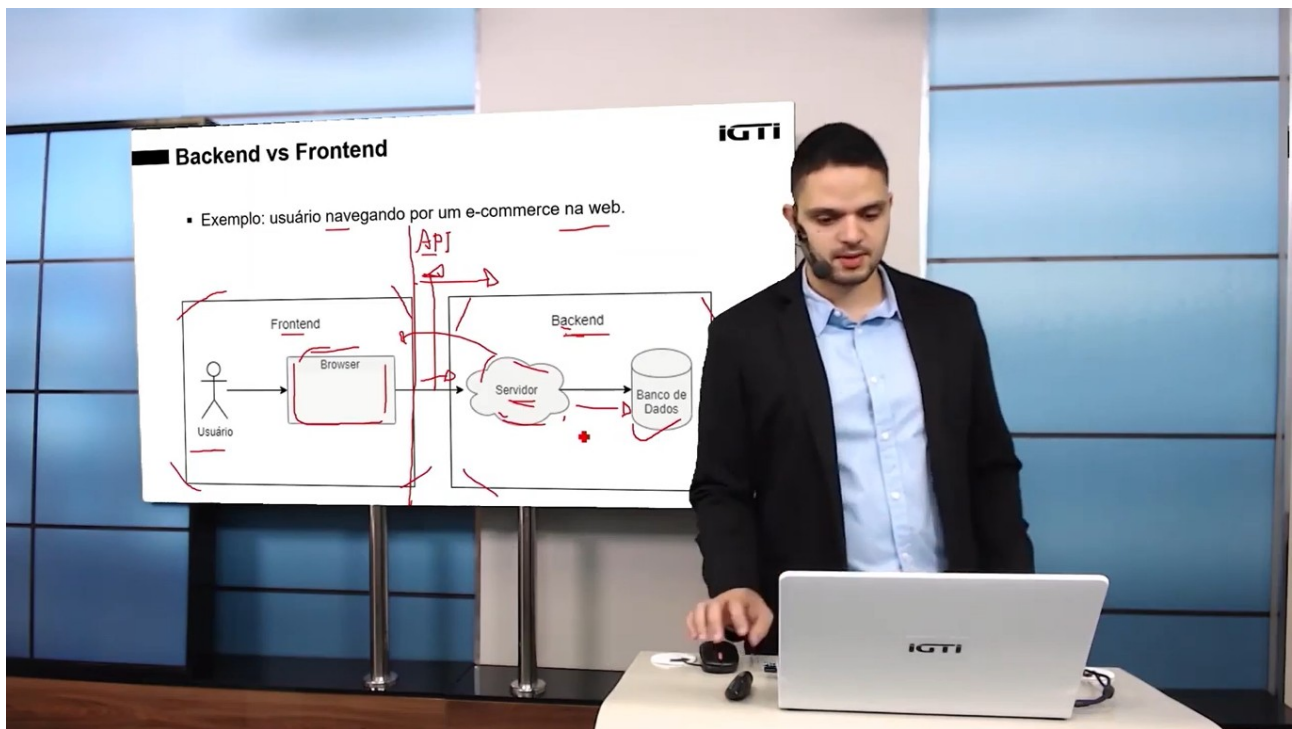 Backend vs Frontend
iGTi
▪ Exemplo: usuário navegando por um e-commerce na web.
API
Frontend
Backend
Browser
Servidor
Banco de
Dados
Usuário
iGTi